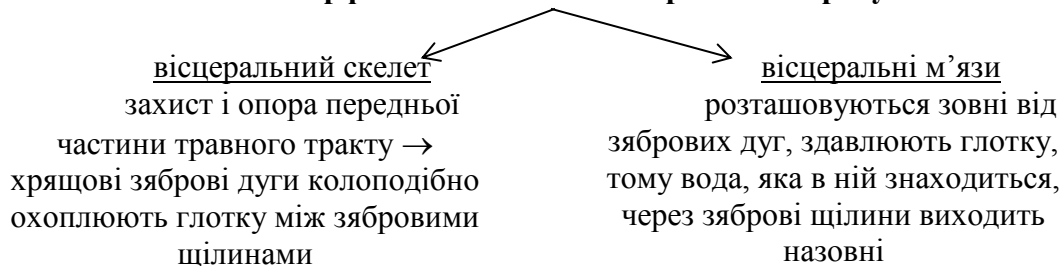 вісцеральний скелет
захист і опора передньої
частини травного тракту →
хрящові зяброві дуги колоподібно
охоплюють глотку між зябровими
щілинами
вісцеральні м’язи
розташовуються зовні від
зябрових дуг, здавлюють глотку,
тому вода, яка в ній знаходиться,
через зяброві щілини виходить
назовні